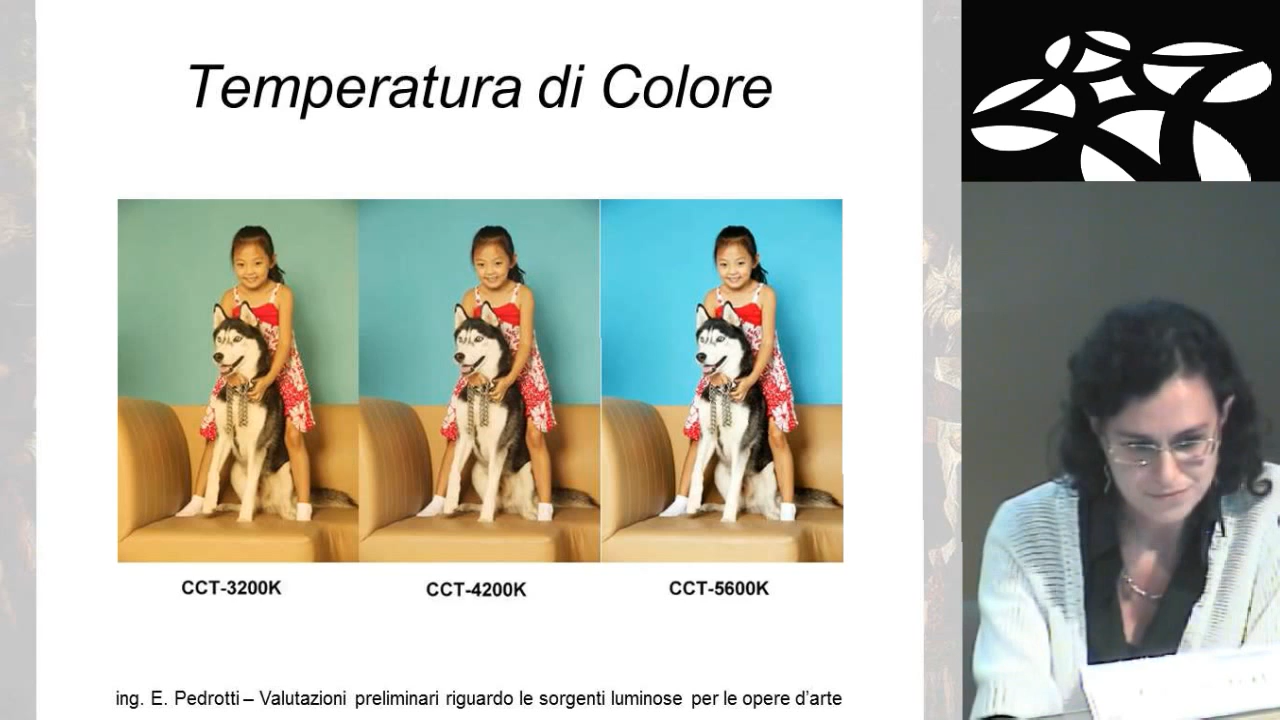 Temperatura di Colore
CCT-3200K
CCT-4200K
CCT-5600K
ing. E. Pedrotti – Valutazioni preliminari riguardo le sorgenti luminose per le opere d'arte